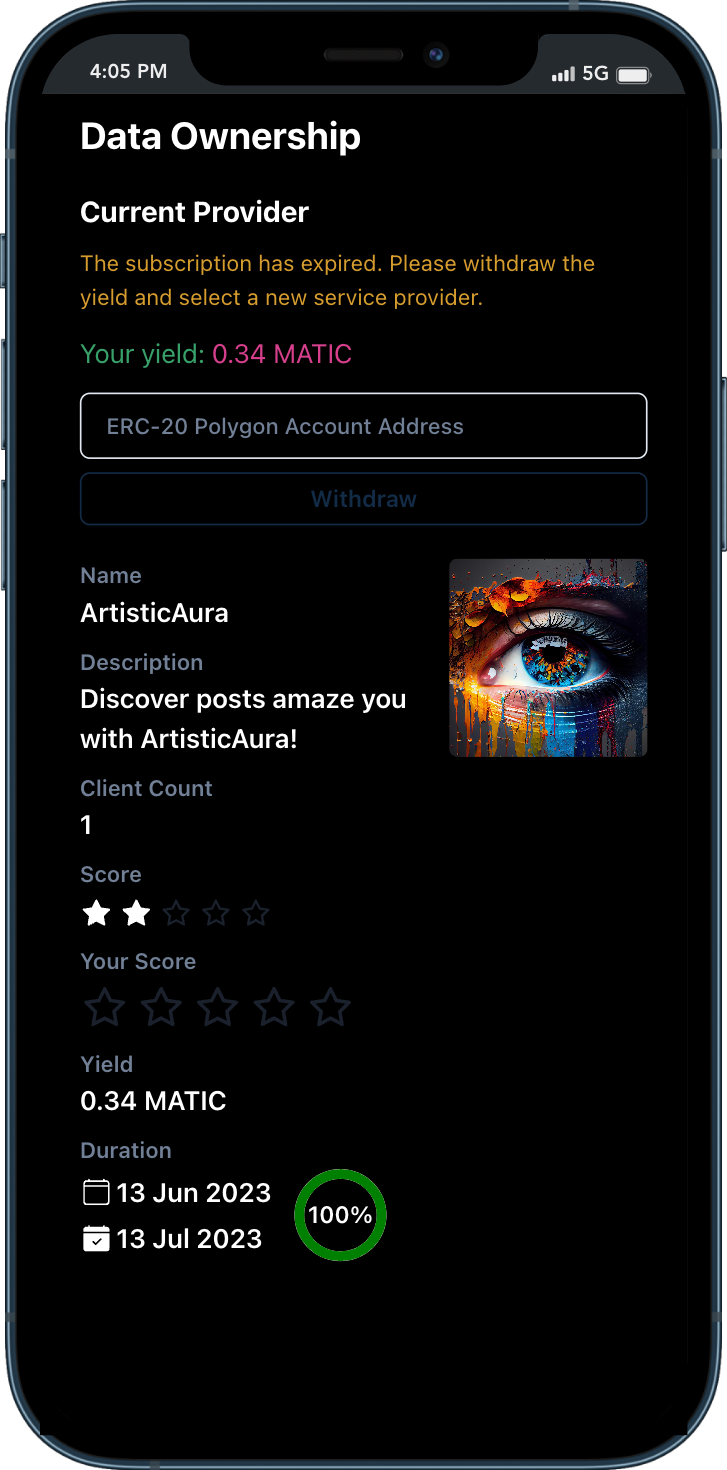 4:05 PM
5G
Data Ownership
Current Provider
The subscription has expired. Please withdraw the
yield and select a new service provider.
Your yield: 0.34 MATIC
ERC-20 Polygon Account Address
Withdraw
Name
ArtisticAura
Description
Discover posts amaze you
with ArtisticAura!
Client Count
1
Score
Your Score
Yield
0.34 MATIC
Duration
13 Jun 2023
100%
13 Jul 2023